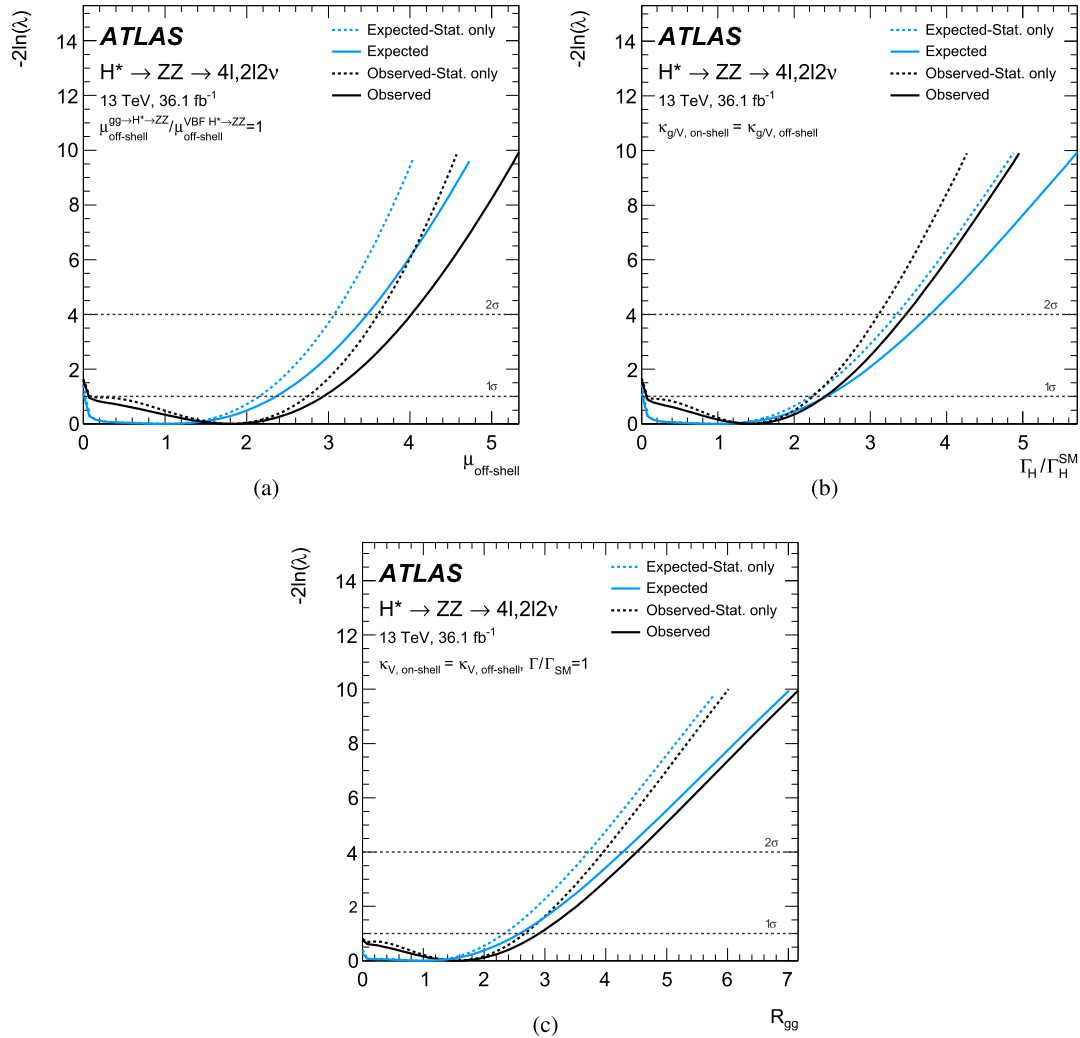 -2ln(λ)
14
12
10
8
6
4
2
0
ATLAS
H* → ZZ → 4l,2l2ν
13 TeV, 36.1 fb⁻¹
μ^{gg→H*→ZZ}_{off-shell}/μ^{VBF H*→ZZ}_{off-shell}=1
Expected-Stat. only
Expected
Observed-Stat. only
Observed
2σ
1σ
0 1 2 3 4 5
μ_{off-shell}
(a)
-2ln(λ)
14
12
10
8
6
4
2
0
ATLAS
H* → ZZ → 4l,2l2ν
13 TeV, 36.1 fb⁻¹
κ_{g/V, on-shell} = κ_{g/V, off-shell}
Expected-Stat. only
Expected
Observed-Stat. only
Observed
2σ
1σ
0 1 2 3 4 5
Γ_H/Γ_H^{SM}
(b)
-2ln(λ)
14
12
10
8
6
4
2
0
ATLAS
H* → ZZ → 4l,2l2ν
13 TeV, 36.1 fb⁻¹
κ_{V, on-shell} = κ_{V, off-shell}, Γ/Γ_{SM}=1
Expected-Stat. only
Expected
Observed-Stat. only
Observed
2σ
1σ
0 1 2 3 4 5 6 7
R_{gg}
(c)